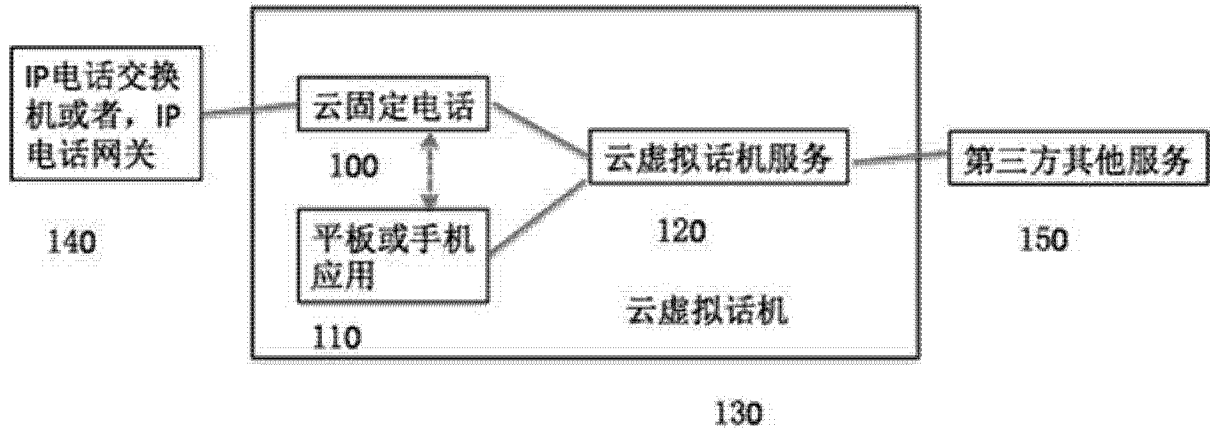 IP电话交换
机或者，IP
电话网关
140
云固定电话
100
平板或手机
应用
110
云虚拟话机服务
120
云虚拟话机
130
第三方其他服务
150